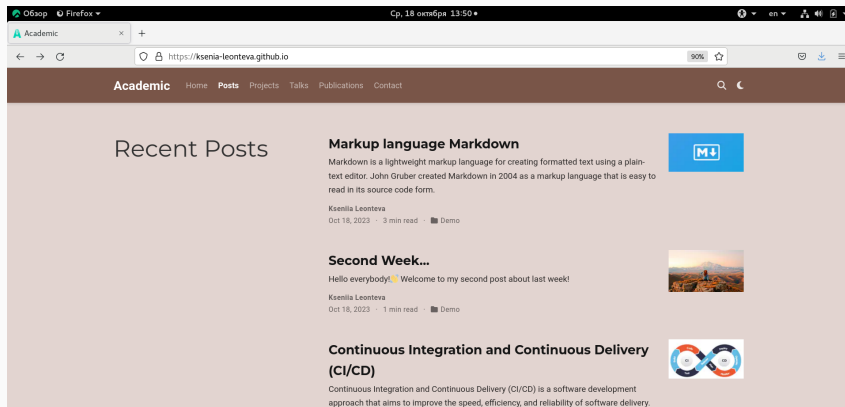 Обзор Firefox Ср, 18 октября 13:50 en
Academic × +
https://ksenia-leonteva.github.io 90%
Academic Home Posts Projects Talks Publications Contact
Recent Posts
Markup language Markdown
Markdown is a lightweight markup language for creating formatted text using a plain-
text editor. John Gruber created Markdown in 2004 as a markup language that is easy to
read in its source code form.
Kseniia Leonteva
Oct 18, 2023 · 3 min read · Demo
M
Second Week...
Hello everybody! Welcome to my second post about last week!
Kseniia Leonteva
Oct 18, 2023 · 1 min read · Demo
Continuous Integration and Continuous Delivery
(CI/CD)
Continuous Integration and Continuous Delivery (CI/CD) is a software development
approach that aims to improve the speed, efficiency, and reliability of software delivery.